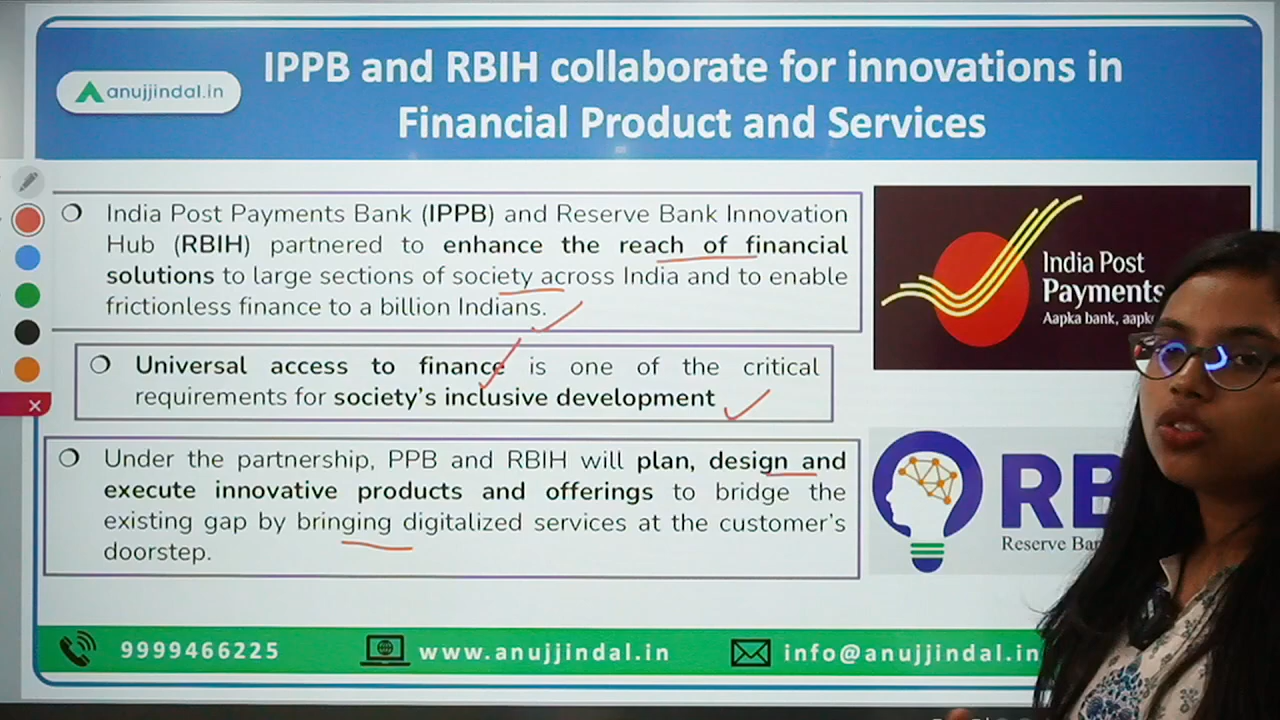 IPPB and RBIH collaborate for innovations in
Financial Product and Services
anujjindal.in
India Post Payments Bank (IPPB) and Reserve Bank Innovation
Hub (RBIH) partnered to enhance the reach of financial
solutions to large sections of society across India and to enable
frictionless finance to a billion Indians.
Universal access to finance is one of the critical
requirements for society's inclusive development
Under the partnership, PPB and RBIH will plan, design and
execute innovative products and offerings to bridge the
existing gap by bringing digitalized services at the customer's
doorstep.
India Post
Payments
Aapka bank, aapk
RB
Reserve Ban
9999466225
www.anujjindal.in
info@anujjindal.in